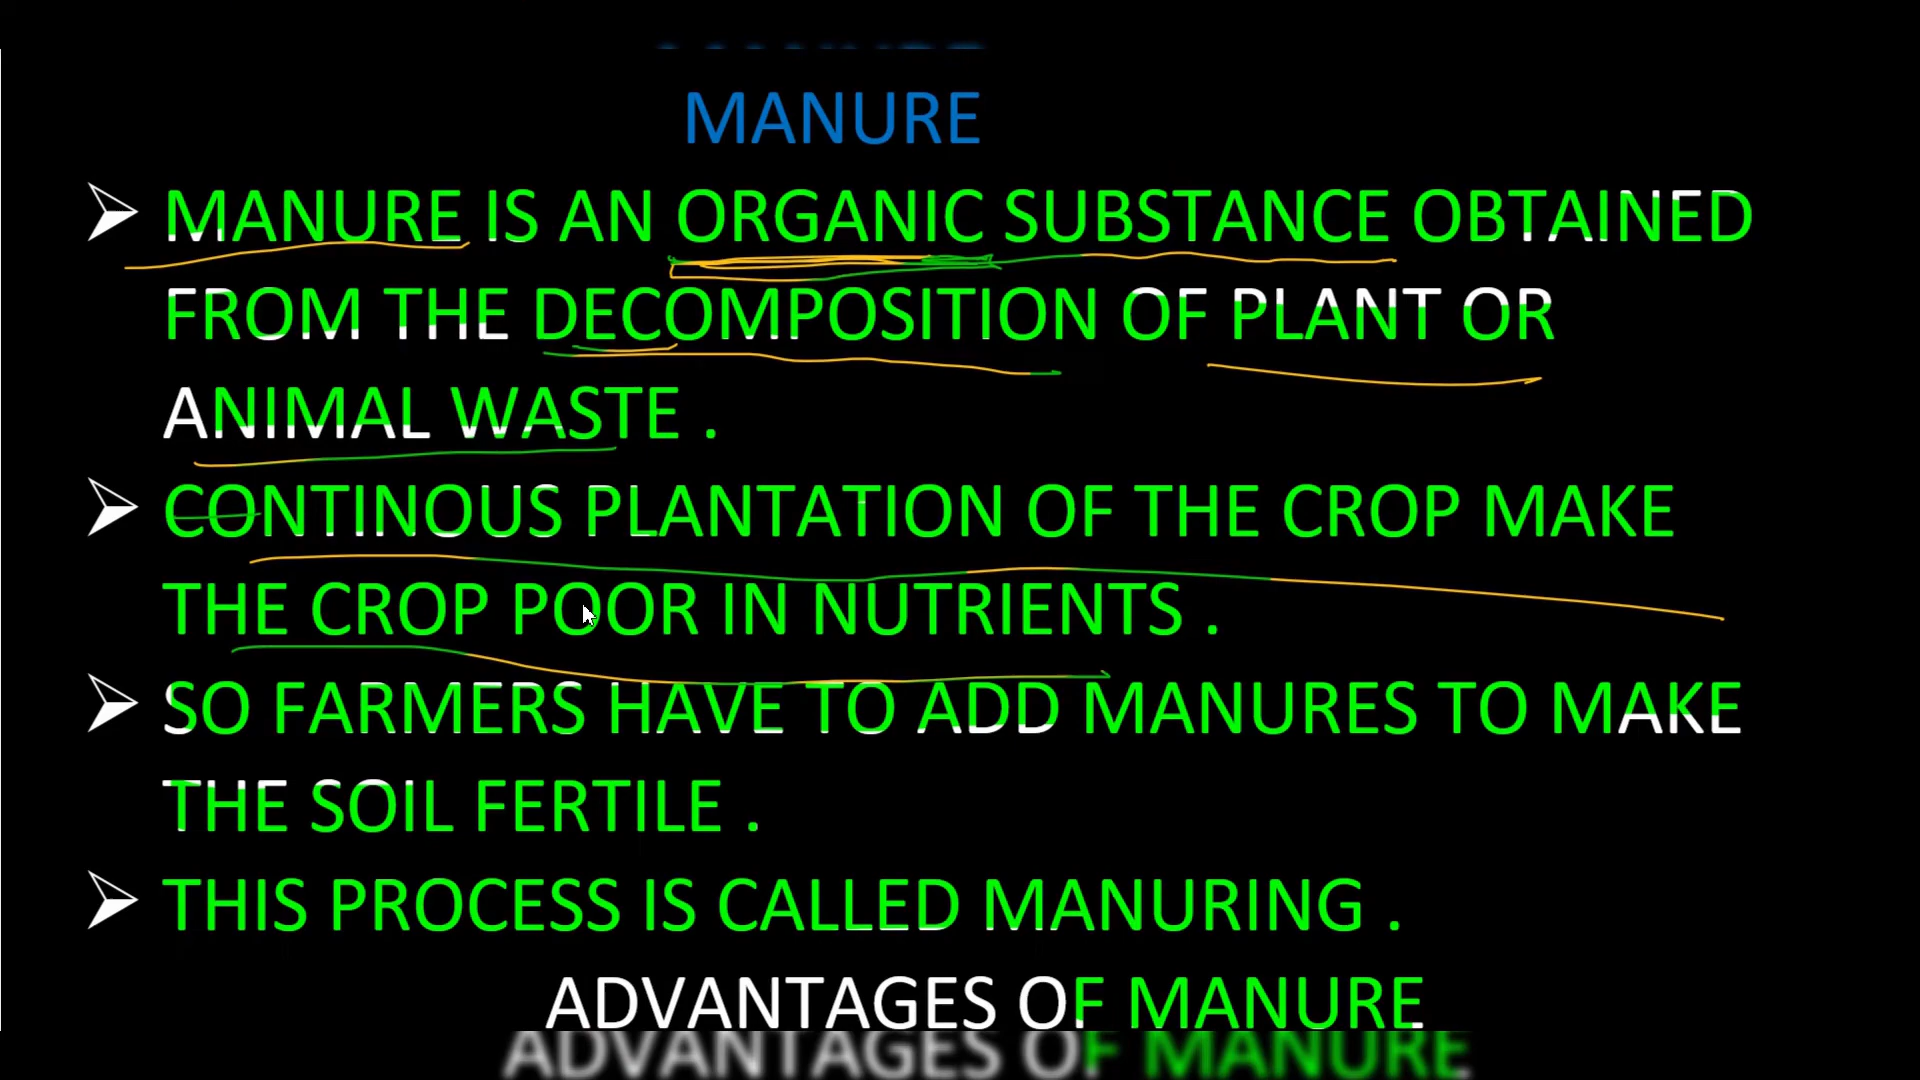 MANURE
MANURE IS AN ORGANIC SUBSTANCE OBTAINED
FROM THE DECOMPOSITION OF PLANT OR
ANIMAL WASTE .
CONTINOUS PLANTATION OF THE CROP MAKE
THE CROP POOR IN NUTRIENTS .
SO FARMERS HAVE TO ADD MANURES TO MAKE
THE SOIL FERTILE .
THIS PROCESS IS CALLED MANURING .
ADVANTAGES OF MANURE
ADVANTAGES OF MANURE